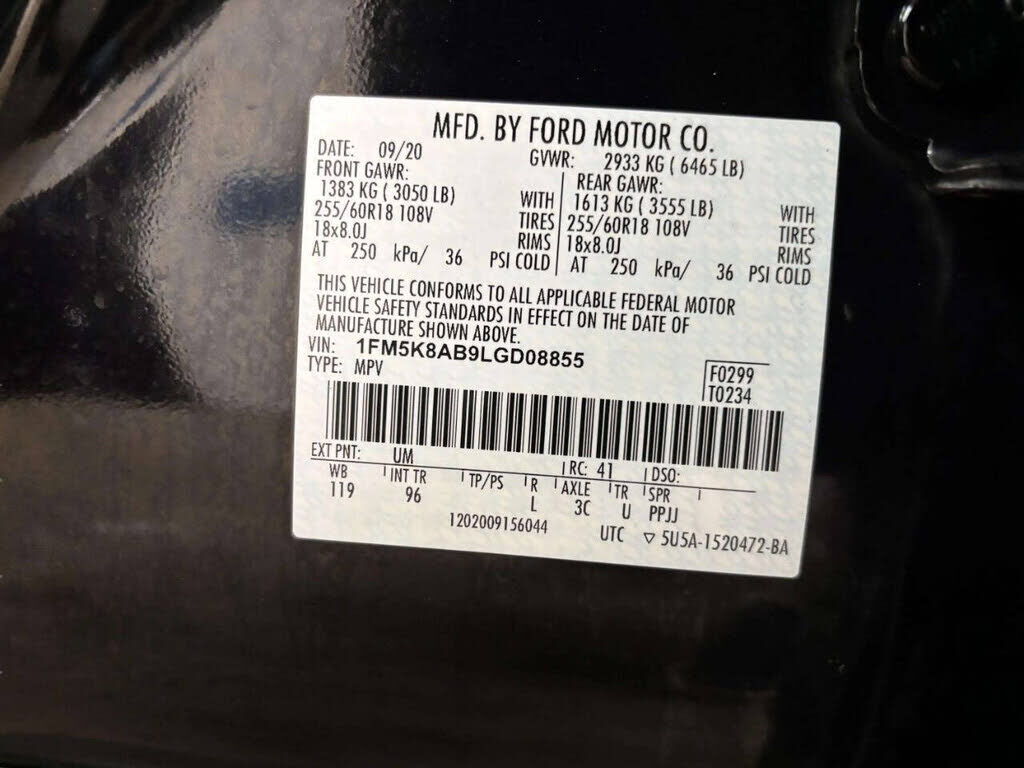 MFD. BY FORD MOTOR CO.
DATE: 09/20 GVWR: 2933 KG ( 6465 LB)
FRONT GAWR: REAR GAWR:
1383 KG ( 3050 LB) WITH 1613 KG ( 3555 LB) WITH
255/60R18 108V TIRES 255/60R18 108V TIRES
18x8.0J RIMS 18x8.0J RIMS
AT 250 kPa/ 36 PSI COLD AT 250 kPa/ 36 PSI COLD
THIS VEHICLE CONFORMS TO ALL APPLICABLE FEDERAL MOTOR
VEHICLE SAFETY STANDARDS IN EFFECT ON THE DATE OF
MANUFACTURE SHOWN ABOVE.
VIN: 1FM5K8AB9LGD08855
TYPE: MPV
F0299
T0234
EXT PNT: UM RC: 41 DSO:
WB INT TR TP/PS R AXLE TR SPR
119 96 L 3C U PPJJ
1202009156044 UTC ▽ 5U5A-1520472-BA